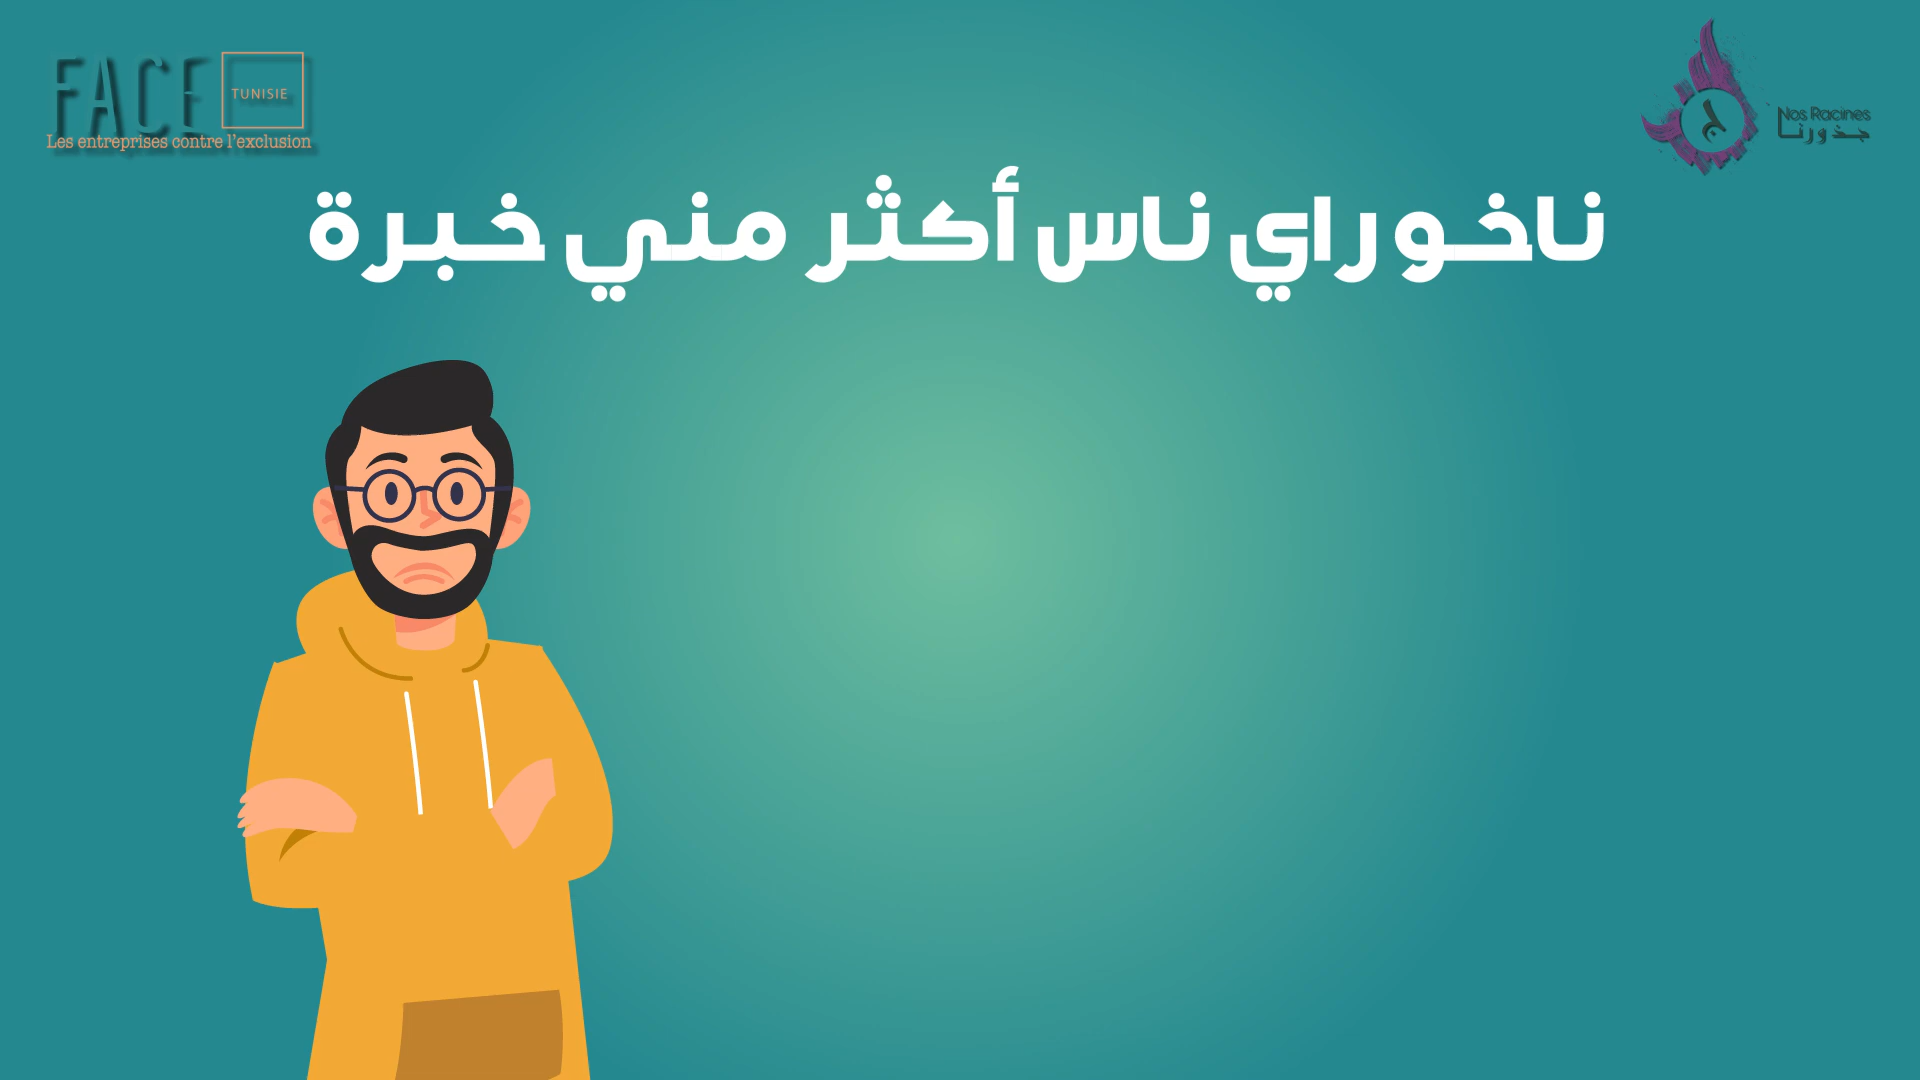 FACE TUNISIE
Les entreprises contre l'exclusion
Nos Racines
جذورنا
ناخو راي ناس أكثر مني خبرة